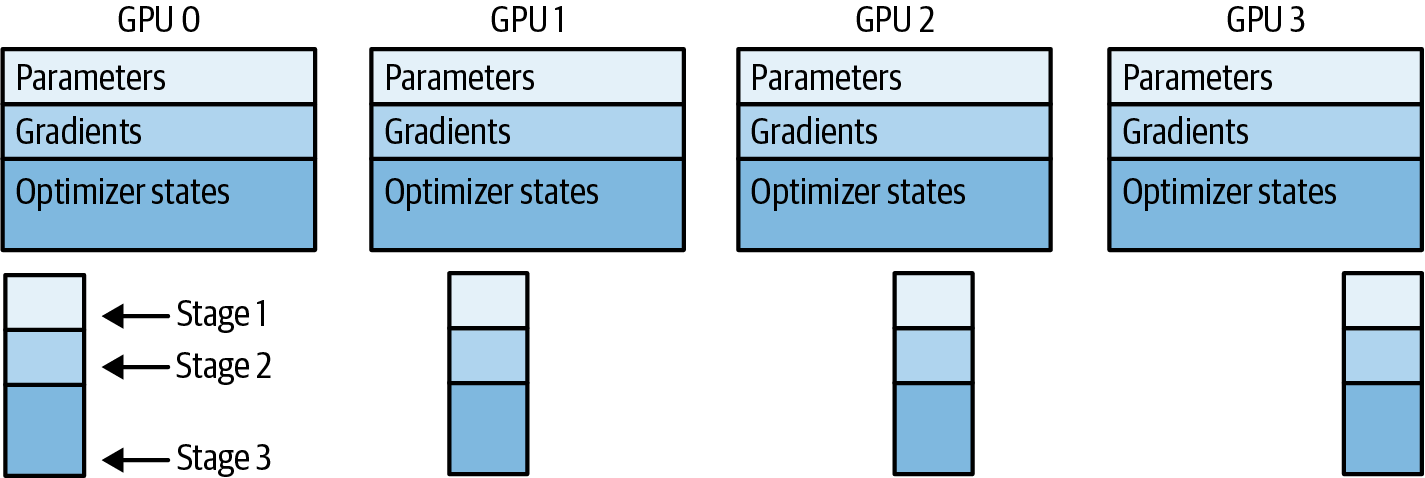 GPU 0
GPU 1
GPU 2
GPU 3
Parameters
Parameters
Parameters
Parameters
Gradients
Gradients
Gradients
Gradients
Optimizer states
Optimizer states
Optimizer states
Optimizer states
Stage 1
Stage 2
Stage 3